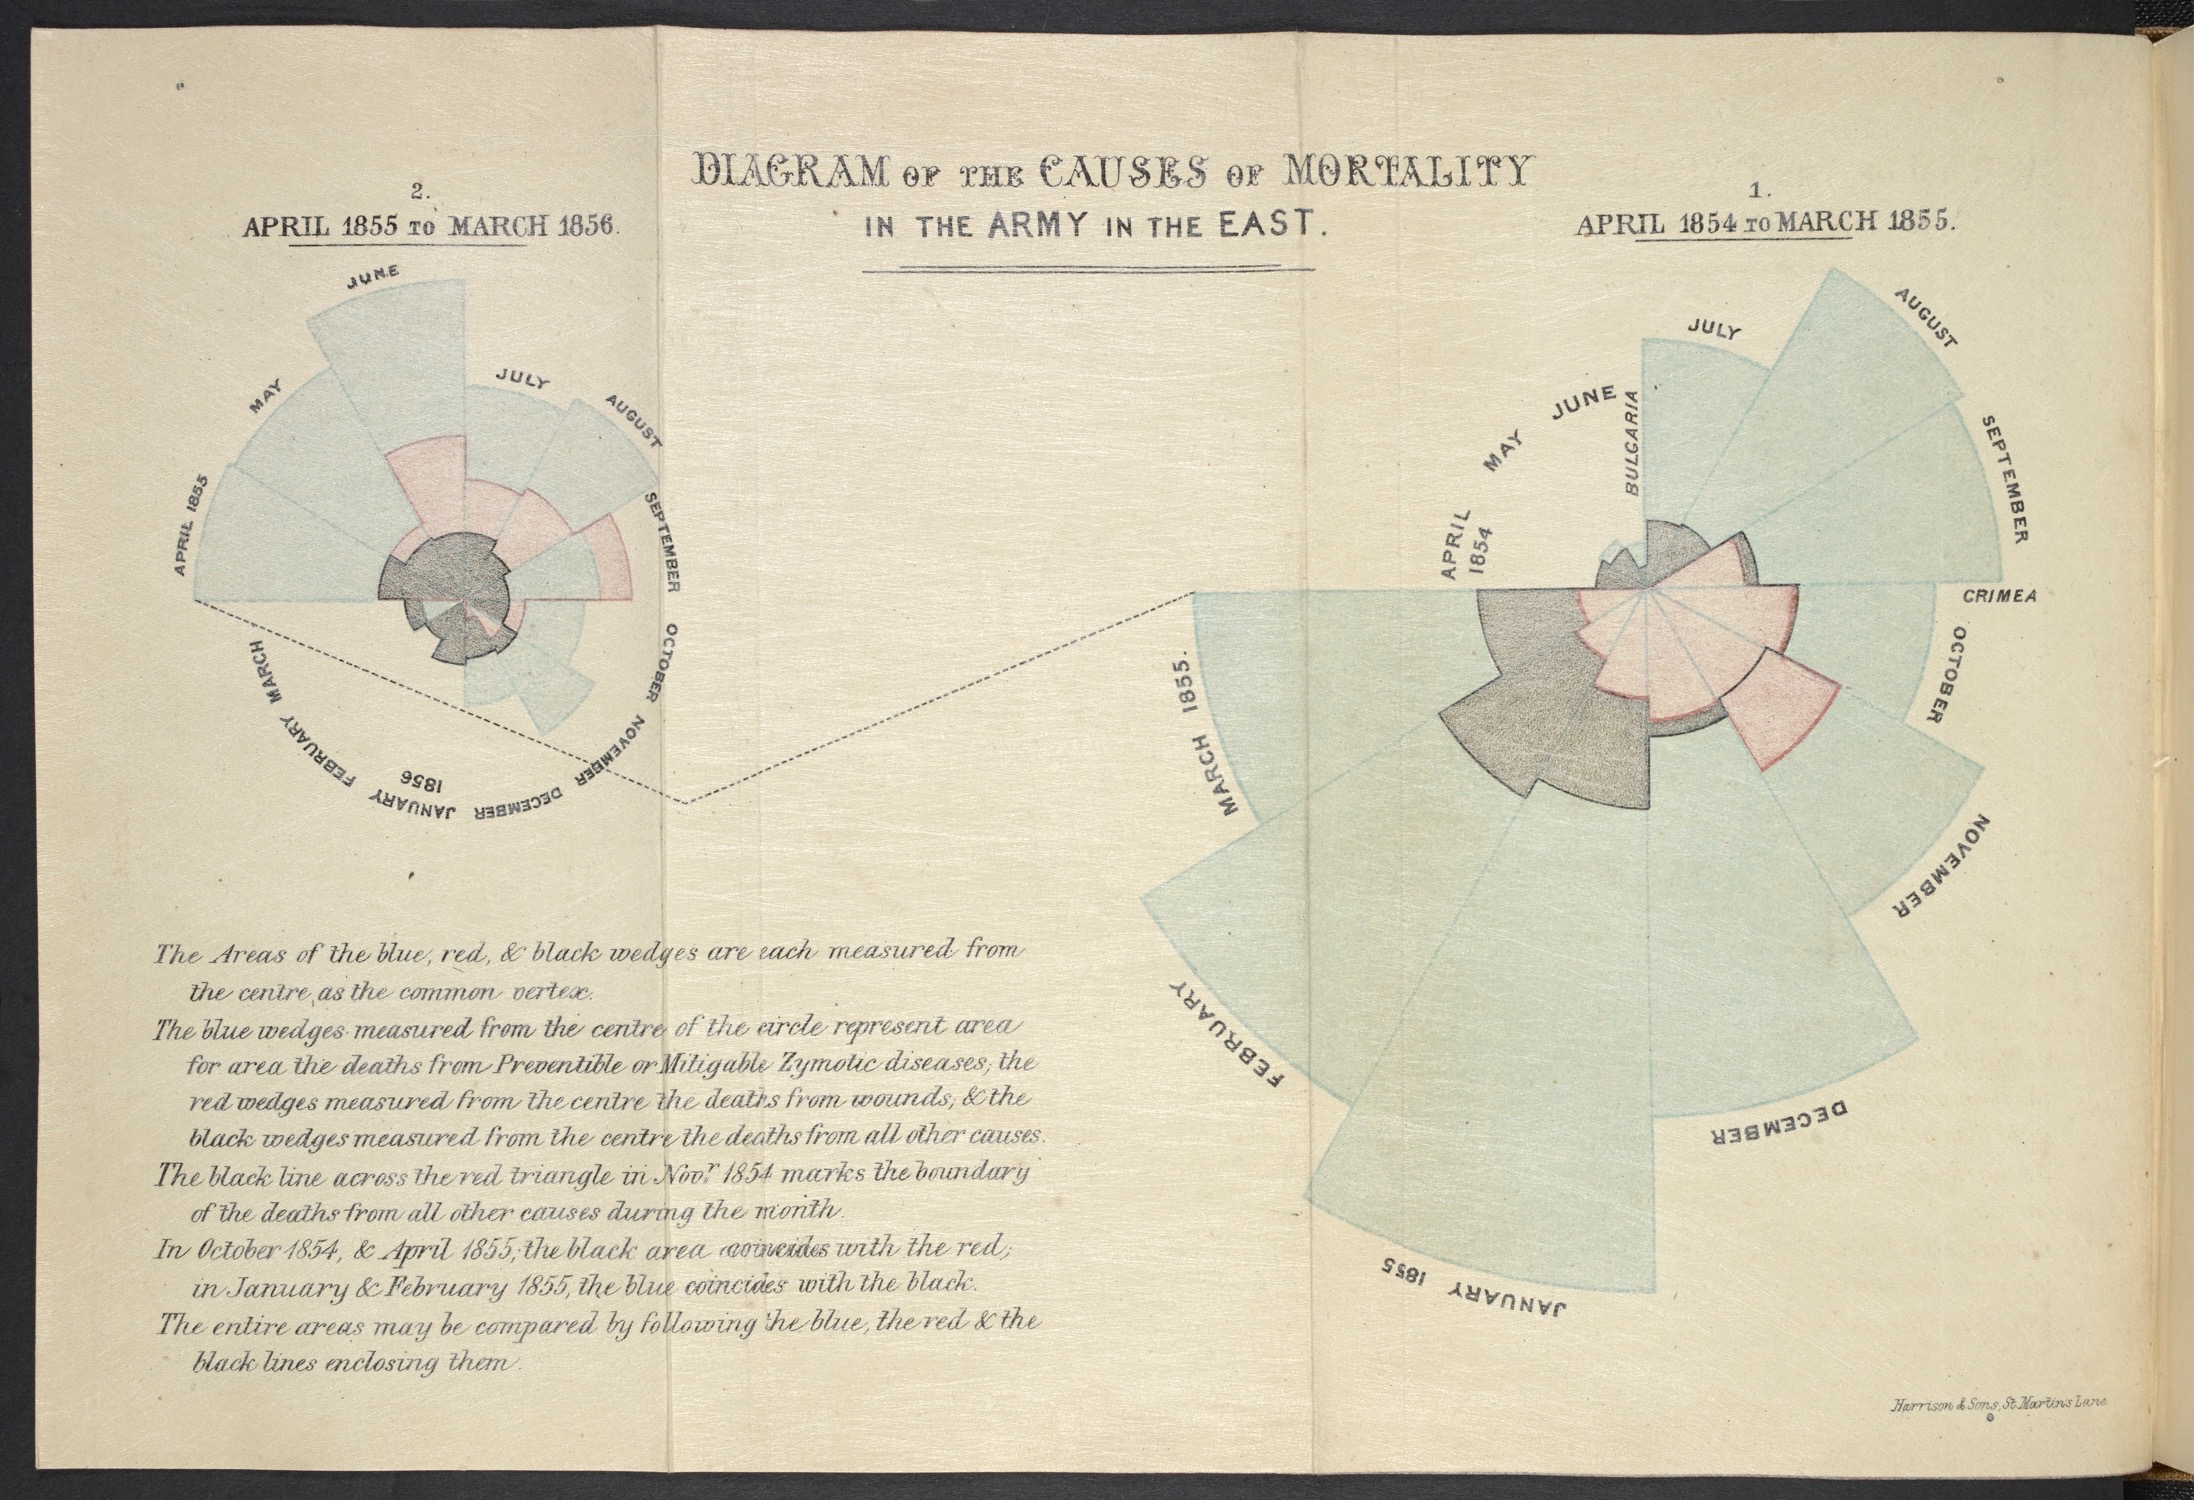 DIAGRAM OF THE CAUSES OF MORTALITY
IN THE ARMY IN THE EAST.
2.
APRIL 1855 TO MARCH 1856.
1.
APRIL 1854 TO MARCH 1855.
APRIL 1855
MAY
JUNE
JULY
AUGUST
SEPTEMBER
OCTOBER
NOVEMBER
DECEMBER
JANUARY
1856
FEBRUARY
MARCH
APRIL
1854
MAY
JUNE
BULGARIA
JULY
AUGUST
SEPTEMBER
CRIMEA
OCTOBER
NOVEMBER
DECEMBER
JANUARY 1855
FEBRUARY
MARCH 1855.
The Areas of the blue, red, & black wedges are each measured from
the centre as the common vertex.
The blue wedges measured from the centre of the circle represent area
for area the deaths from Preventible or Mitigable Zymotic diseases; the
red wedges measured from the centre the deaths from wounds; & the
black wedges measured from the centre the deaths from all other causes.
The black line across the red triangle in Novr. 1854 marks the boundary
of the deaths from all other causes during the month.
In October 1854, & April 1855; the black area coincides with the red;
in January & February 1855, the blue coincides with the black.
The entire areas may be compared by following the blue, the red & the
black lines enclosing them.
Harrison & Sons, St. Martins Lane.